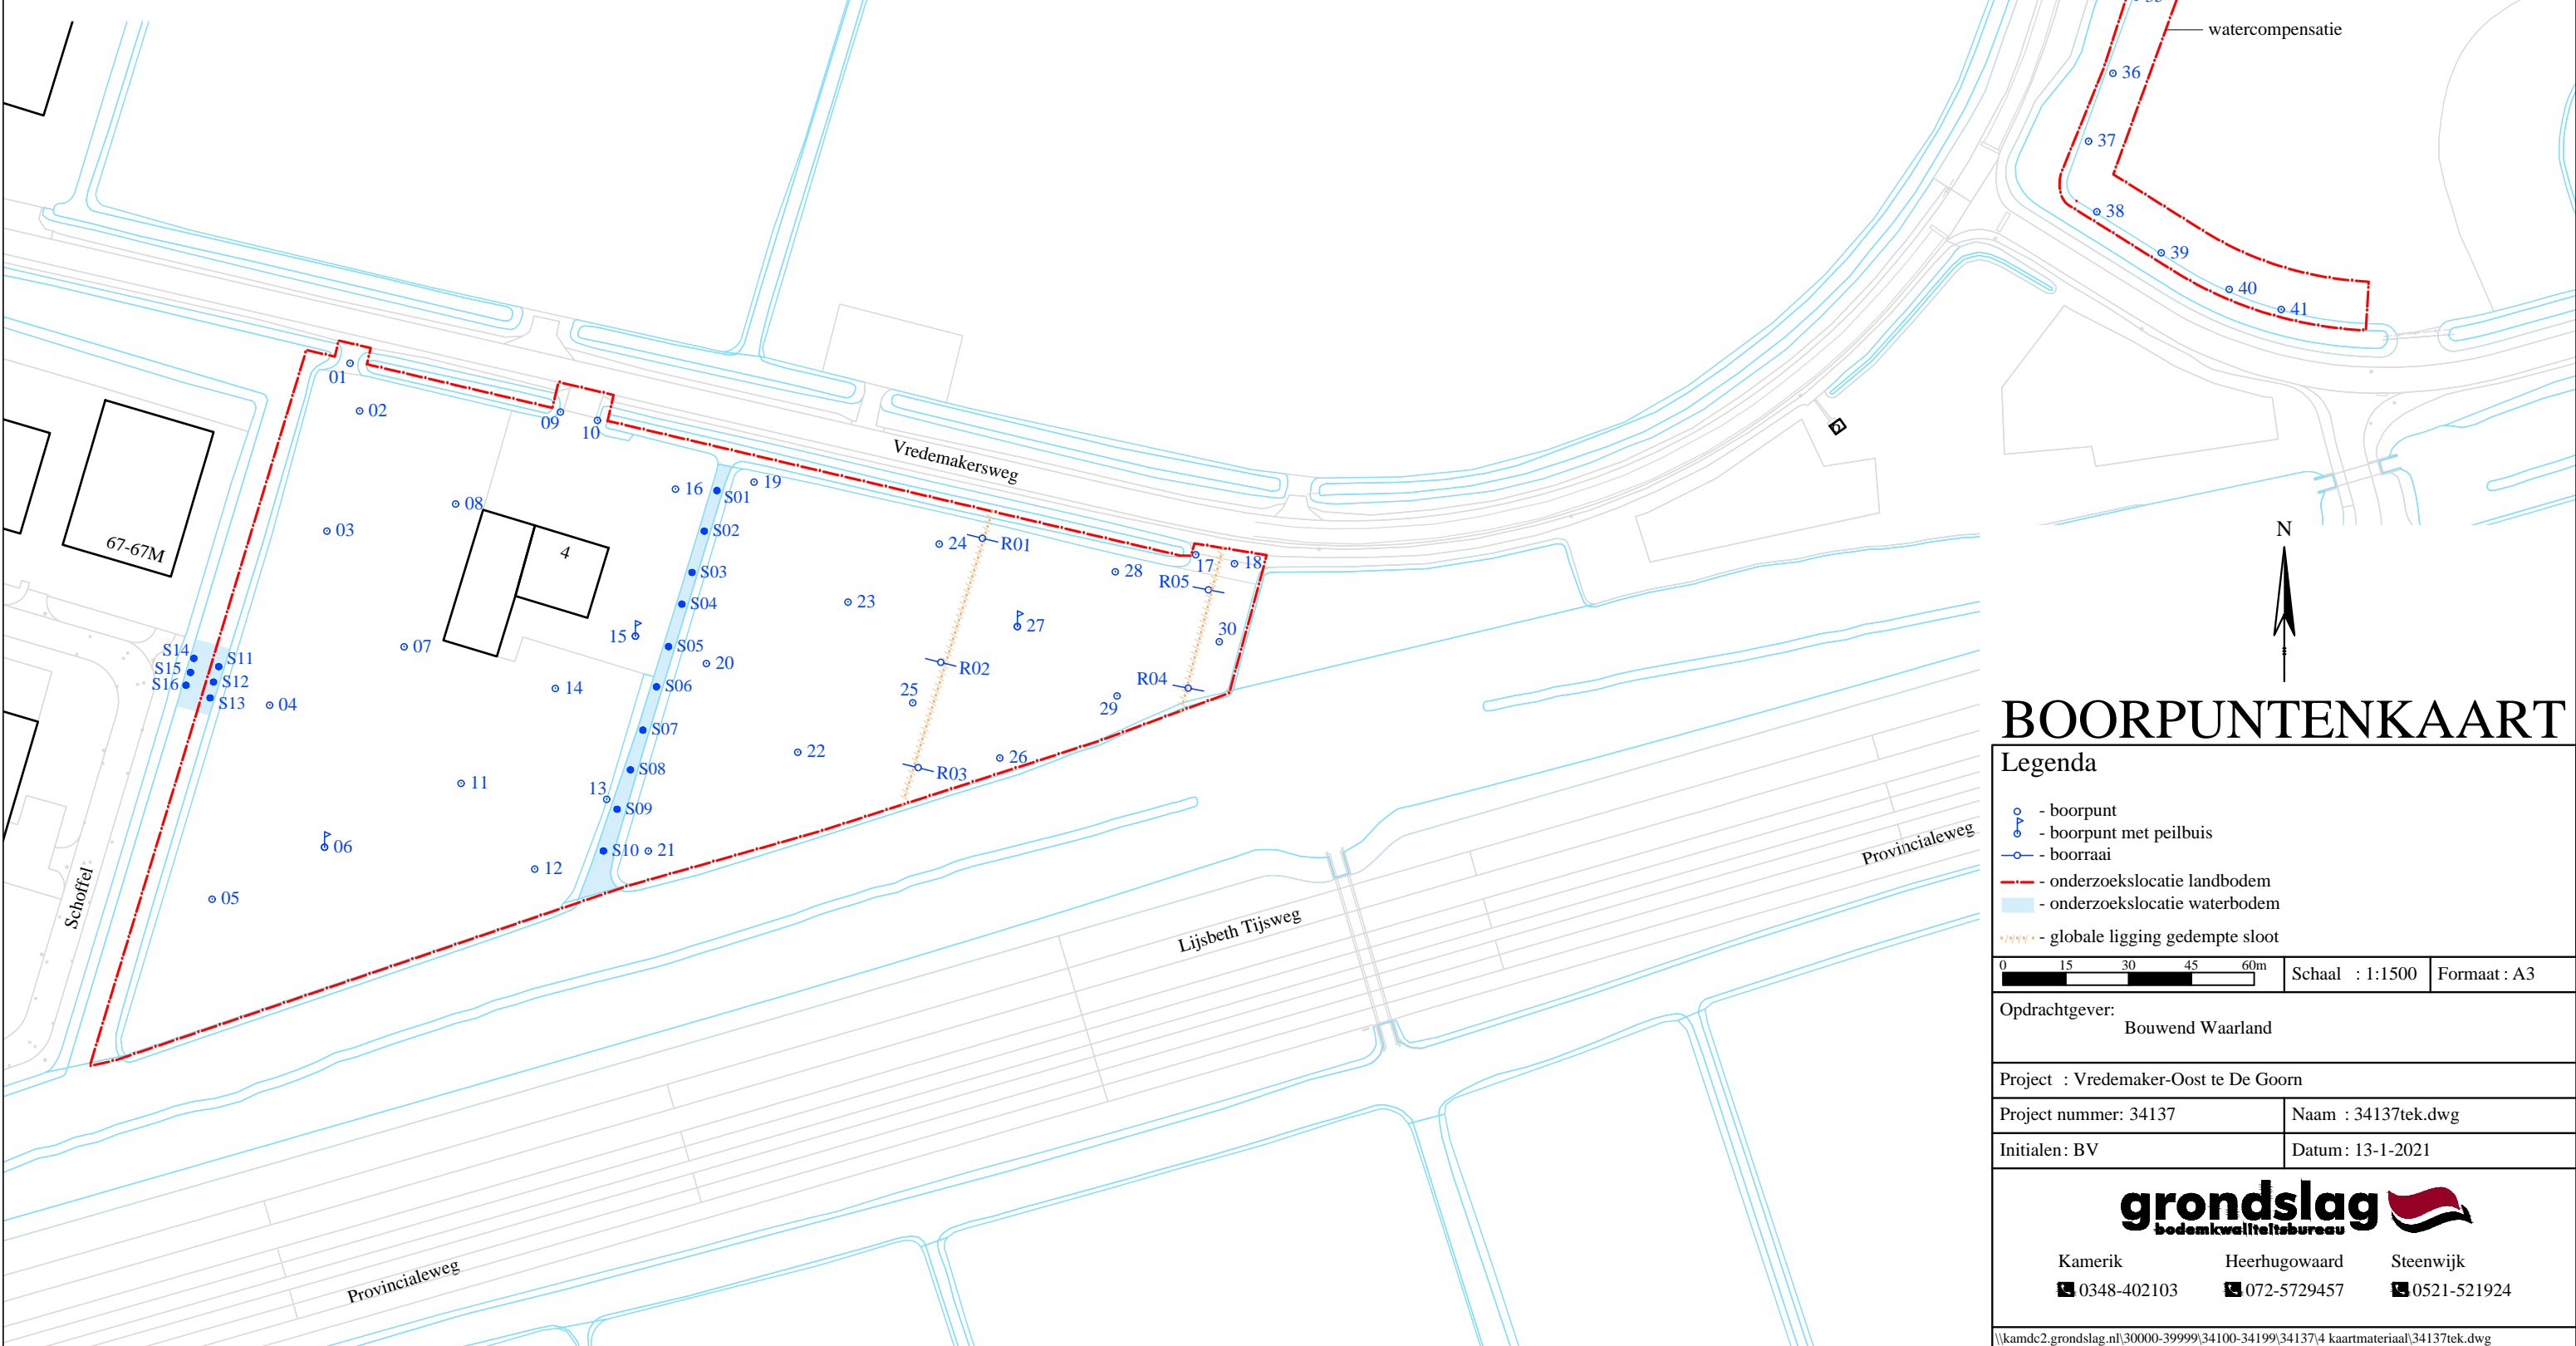 watercompensatie
36
37
38
39
40
41
01
02
09
10
Vredemakersweg
08
03
16
S01
19
S02
67-67M
4
24
R01
17
18
28
R05
S03
S04
23
27
30
15
S05
20
R02
07
S14
S15
S16
S11
S12
S13
04
14
S06
25
R04
29
S07
22
26
S08
R03
11
13
S09
06
S10
21
12
05
Schoffel
Lijsbeth Tijsweg
Provincialeweg
Provincialeweg
N
BOORPUNTENKAART
Legenda
- boorpunt
- boorpunt met peilbuis
- boorraai
- onderzoekslocatie landbodem
- onderzoekslocatie waterbodem
- globale ligging gedempte sloot
0 15 30 45 60m
Schaal : 1:1500
Formaat : A3
Opdrachtgever:
Bouwend Waarland
Project : Vredemaker-Oost te De Goorn
Project nummer: 34137
Naam : 34137tek.dwg
Initialen: BV
Datum: 13-1-2021
grondslag
bodemkwaliteitsbureau
Kamerik Heerhugowaard Steenwijk
0348-402103 072-5729457 0521-521924
\\kamdc2.grondslag.nl\30000-39999\34100-34199\34137\4 kaartmateriaal\34137tek.dwg